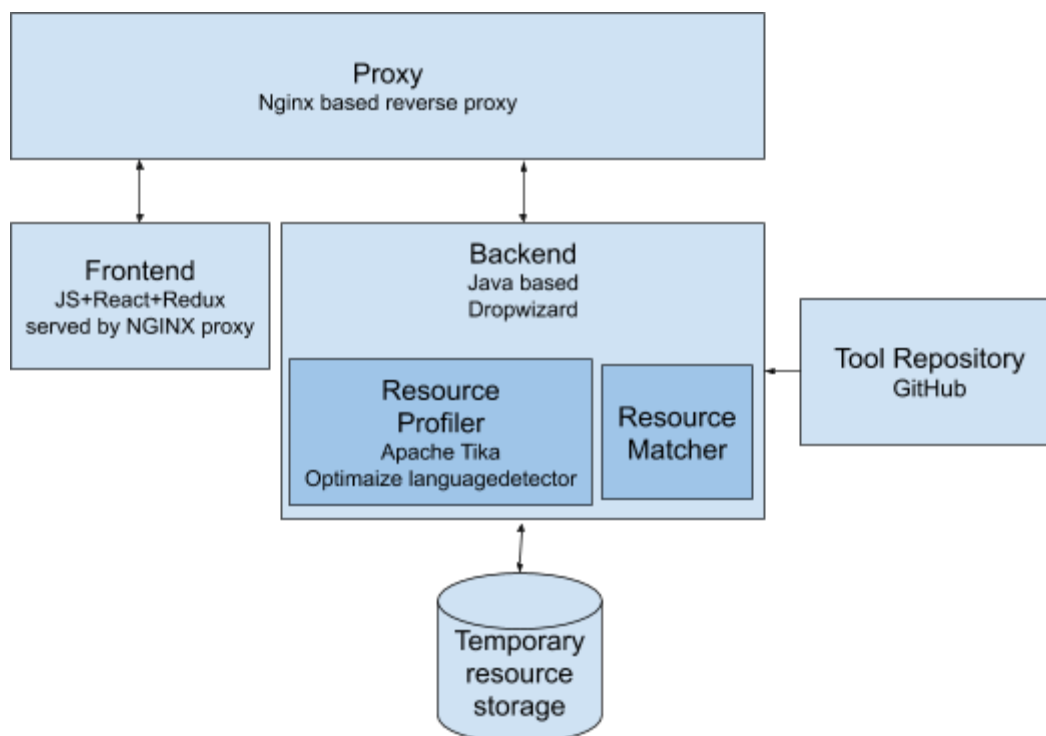 Proxy
Nginx based reverse proxy
Frontend
JS+React+Redux
served by NGINX proxy
Backend
Java based
Dropwizard
Resource
Profiler
Apache Tika
Optimaize languagedetector
Resource
Matcher
Tool Repository
GitHub
Temporary
resource
storage